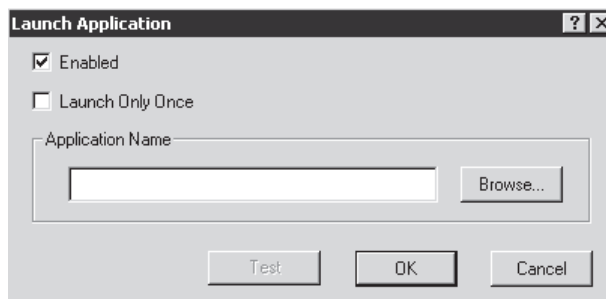 Launch Application
Enabled
Launch Only Once
Application Name
Browse...
Test OK Cancel